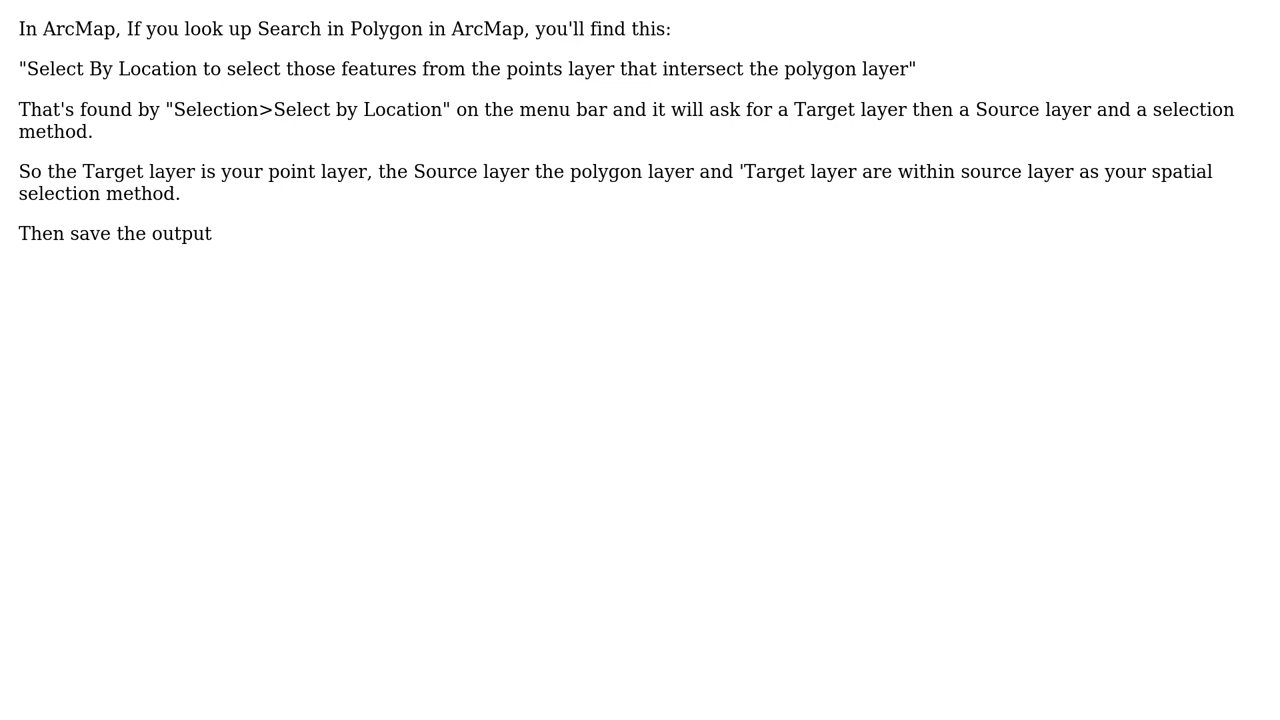 In ArcMap, If you look up Search in Polygon in ArcMap, you'll find this:
"Select By Location to select those features from the points layer that intersect the polygon layer"
That's found by "Selection>Select by Location" on the menu bar and it will ask for a Target layer then a Source layer and a selection
method.
So the Target layer is your point layer, the Source layer the polygon layer and 'Target layer are within source layer as your spatial
selection method.
Then save the output